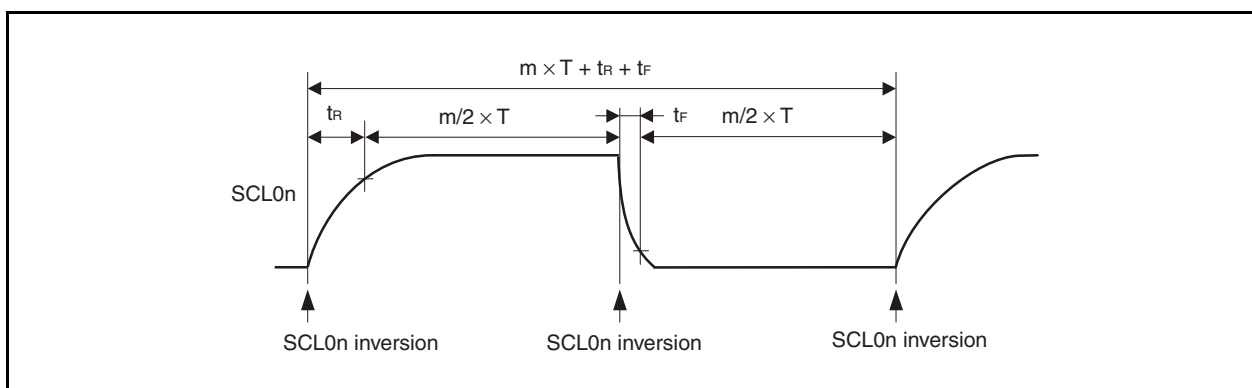 m × T + tR + tF
tR
m/2 × T
tF
m/2 × T
SCL0n
SCL0n inversion
SCL0n inversion
SCL0n inversion